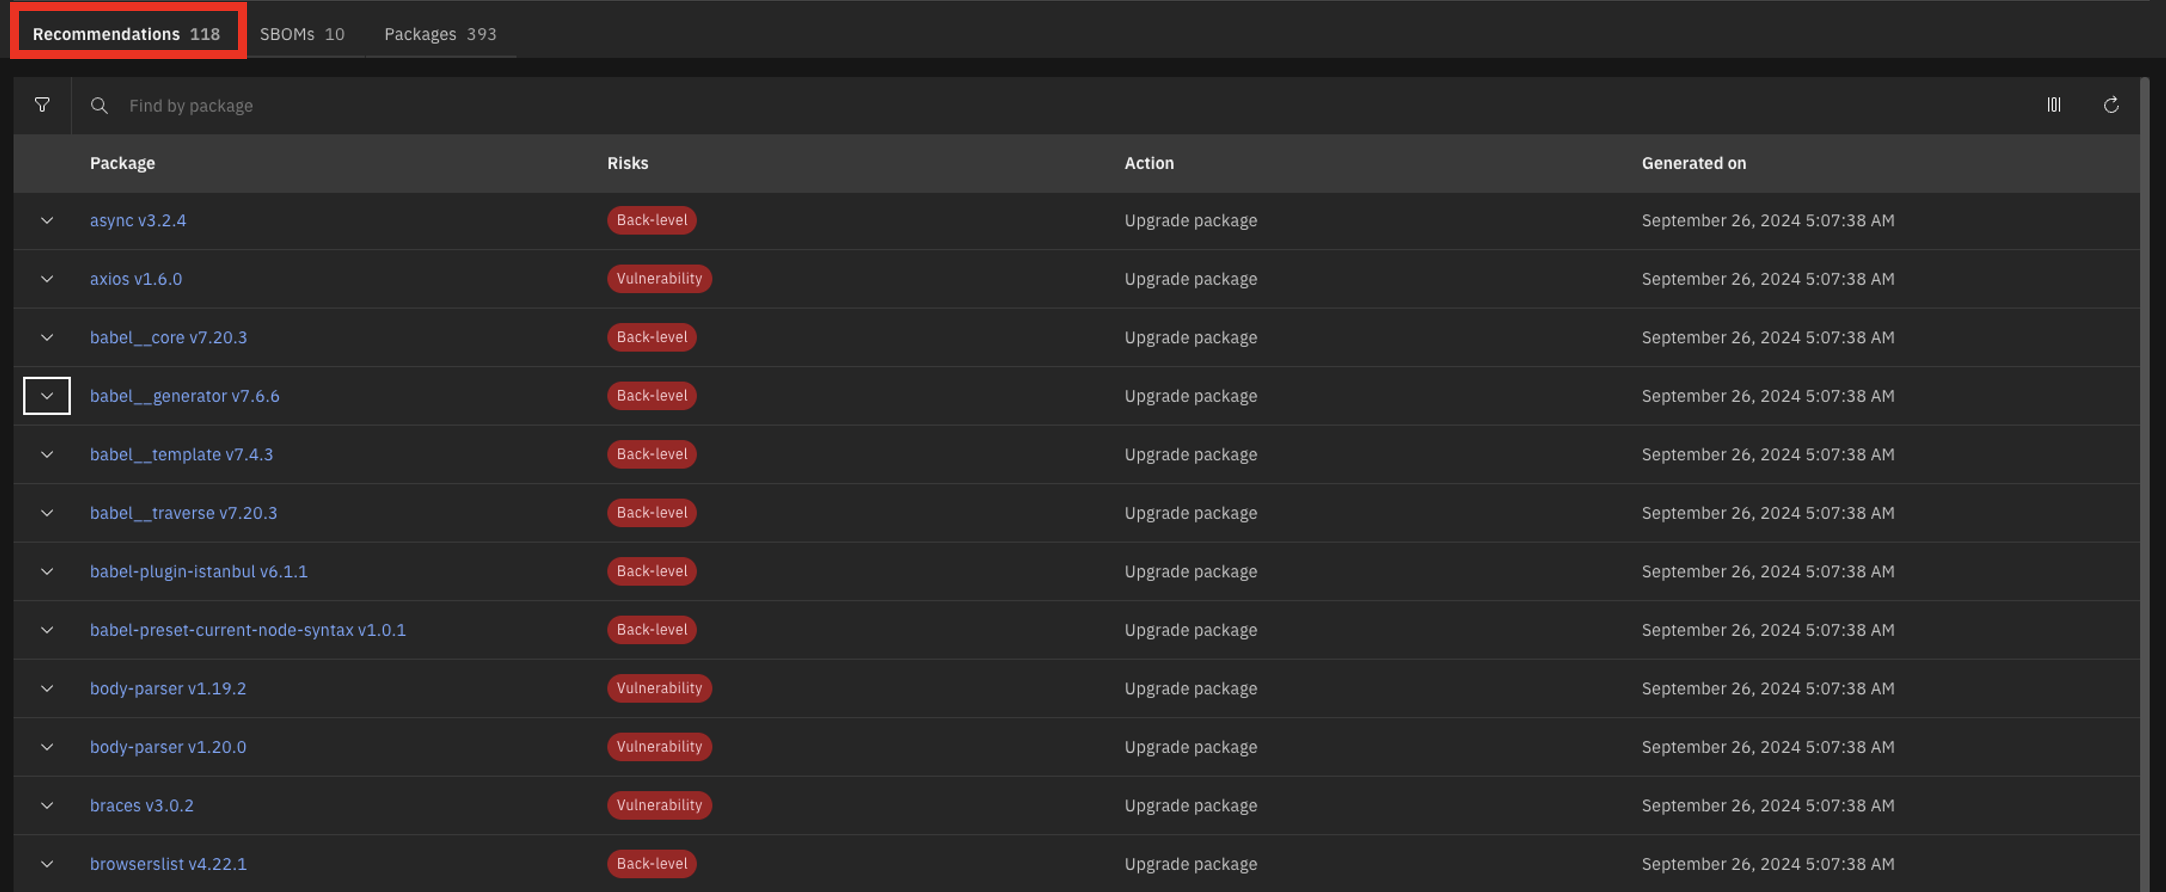 Recommendations 118 SBOMs 10 Packages 393
Find by package
Package Risks Action Generated on
async v3.2.4 Back-level Upgrade package September 26, 2024 5:07:38 AM
axios v1.6.0 Vulnerability Upgrade package September 26, 2024 5:07:38 AM
babel__core v7.20.3 Back-level Upgrade package September 26, 2024 5:07:38 AM
babel__generator v7.6.6 Back-level Upgrade package September 26, 2024 5:07:38 AM
babel__template v7.4.3 Back-level Upgrade package September 26, 2024 5:07:38 AM
babel__traverse v7.20.3 Back-level Upgrade package September 26, 2024 5:07:38 AM
babel-plugin-istanbul v6.1.1 Back-level Upgrade package September 26, 2024 5:07:38 AM
babel-preset-current-node-syntax v1.0.1 Back-level Upgrade package September 26, 2024 5:07:38 AM
body-parser v1.19.2 Vulnerability Upgrade package September 26, 2024 5:07:38 AM
body-parser v1.20.0 Vulnerability Upgrade package September 26, 2024 5:07:38 AM
braces v3.0.2 Vulnerability Upgrade package September 26, 2024 5:07:38 AM
browserslist v4.22.1 Back-level Upgrade package September 26, 2024 5:07:38 AM